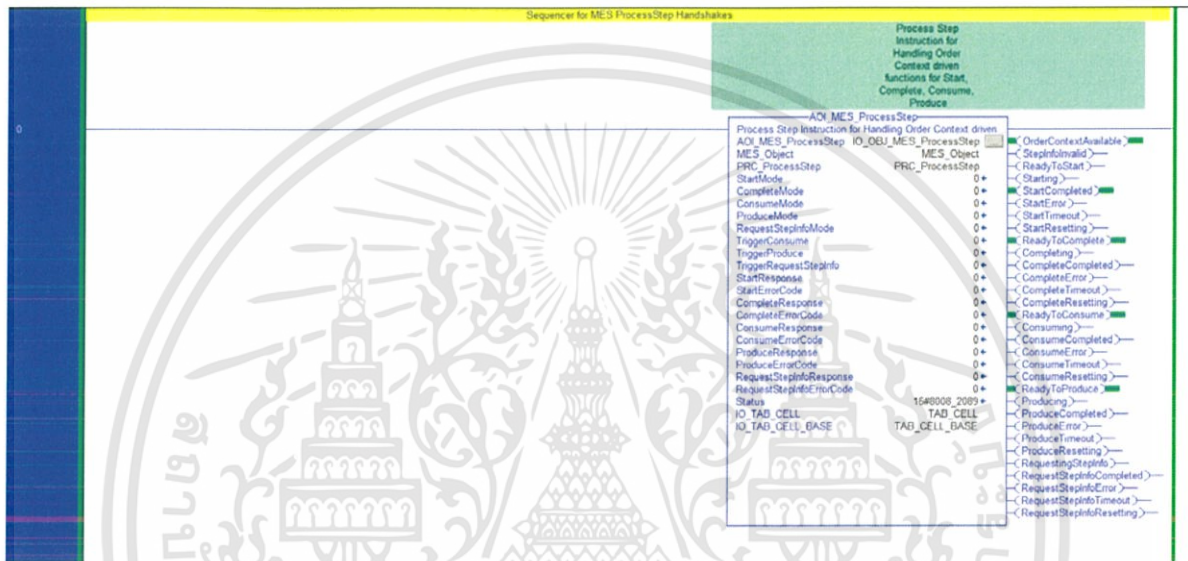 Sequencer for MES ProcessStep Handshakes
Process Step
Instruction for
Handling Order
Context driven
functions for Start,
Complete, Consume,
Produce
0
AOI_MES_ProcessStep
Process Step Instruction for Handling Order Context driven
AOI_MES_ProcessStep IO_OBJ_MES_ProcessStep ... OrderContextAvailable
MES_Object MES_Object StepInfoInvalid
PRC_ProcessStep PRC_ProcessStep ReadyToStart
StartMode 0 Starting
CompleteMode 0 StartCompleted
ConsumeMode 0 StartError
ProduceMode 0 StartTimeout
RequestStepInfoMode 0 StartResetting
TriggerConsume 0 ReadyToComplete
TriggerProduce 0 Completing
TriggerRequestStepInfo 0 CompleteCompleted
StartResponse 0 CompleteError
StartErrorCode 0 CompleteTimeout
CompleteResponse 0 CompleteResetting
CompleteErrorCode 0 ReadyToConsume
ConsumeResponse 0 Consuming
ConsumeErrorCode 0 ConsumeCompleted
ProduceResponse 0 ConsumeError
ProduceErrorCode 0 ConsumeTimeout
RequestStepInfoResponse 0 ConsumeResetting
RequestStepInfoErrorCode 0 ReadyToProduce
Status 16#8008_2089 Producing
IO_TAB_CELL TAB_CELL ProduceCompleted
IO_TAB_CELL_BASE TAB_CELL_BASE ProduceError
ProduceTimeout
ProduceResetting
RequestingStepInfo
RequestStepInfoCompleted
RequestStepInfoError
RequestStepInfoTimeout
RequestStepInfoResetting